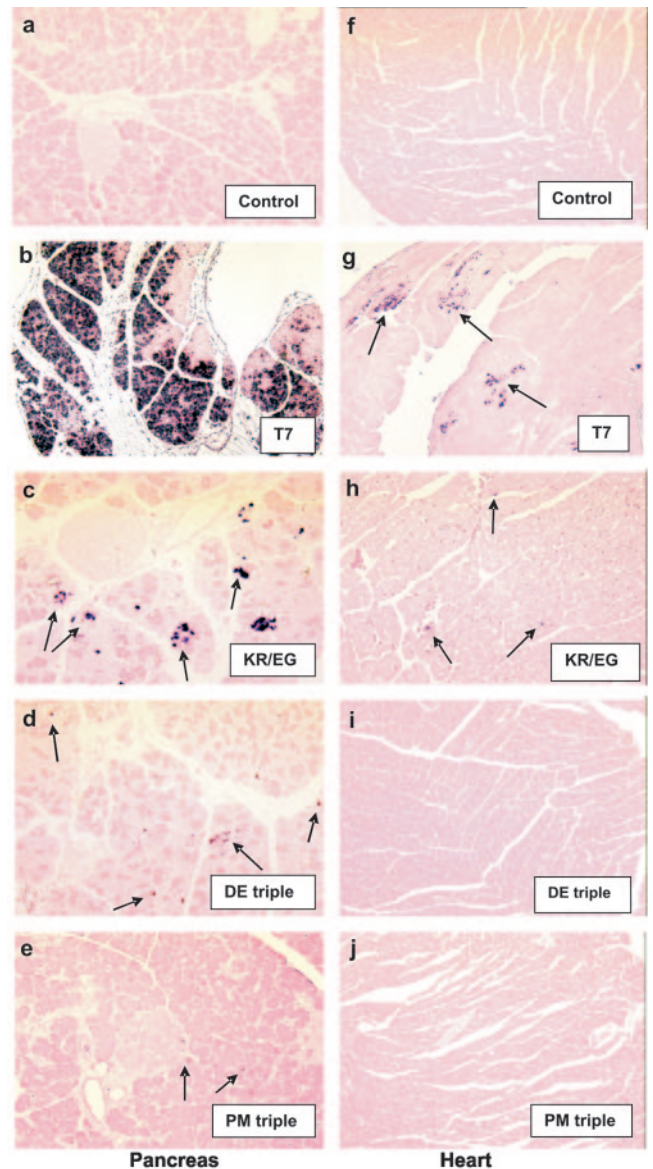 a
Control
f
Control
b
T7
g
T7
c
KR/EG
h
KR/EG
d
DE triple
i
DE triple
e
PM triple
j
PM triple
Pancreas
Heart